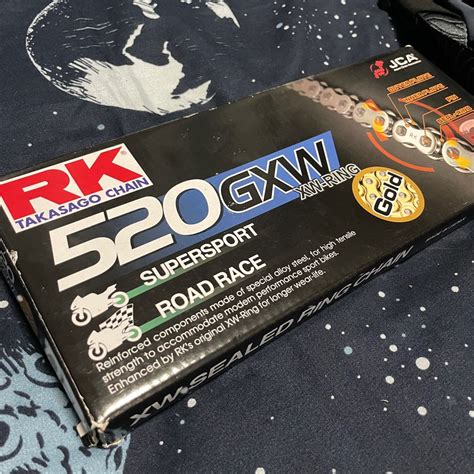 RK
TAKASAGO CHAIN
520GXW
XW-RING
Gold
JCA
SUPERSPORT
ROAD RACE
Reinforced components made of special alloy steel, for high tensile
strength to accommodate modern performance sport bikes.
Enhanced by RK's original XW-Ring for longer wear-life.
RK
PIN
XW-SEALED RING CHAIN